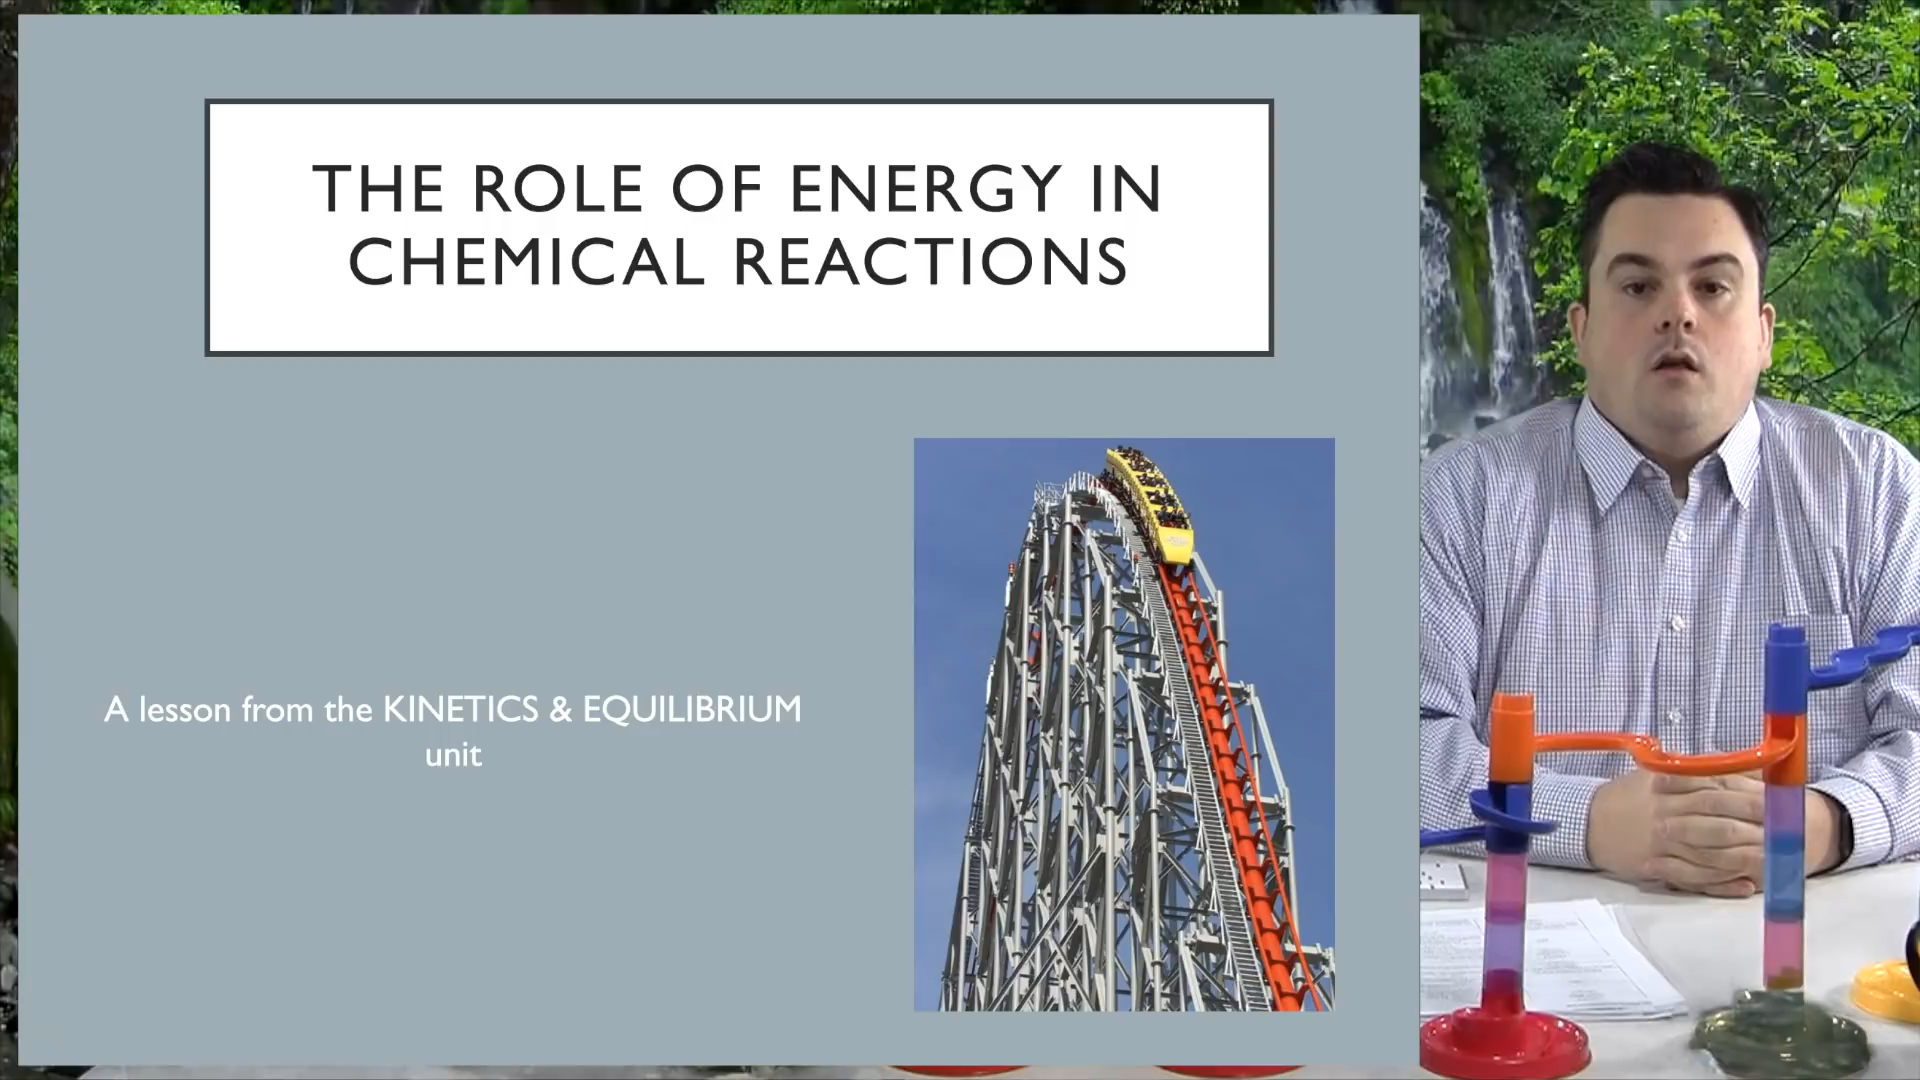 THE ROLE OF ENERGY IN
CHEMICAL REACTIONS
A lesson from the KINETICS & EQUILIBRIUM
unit